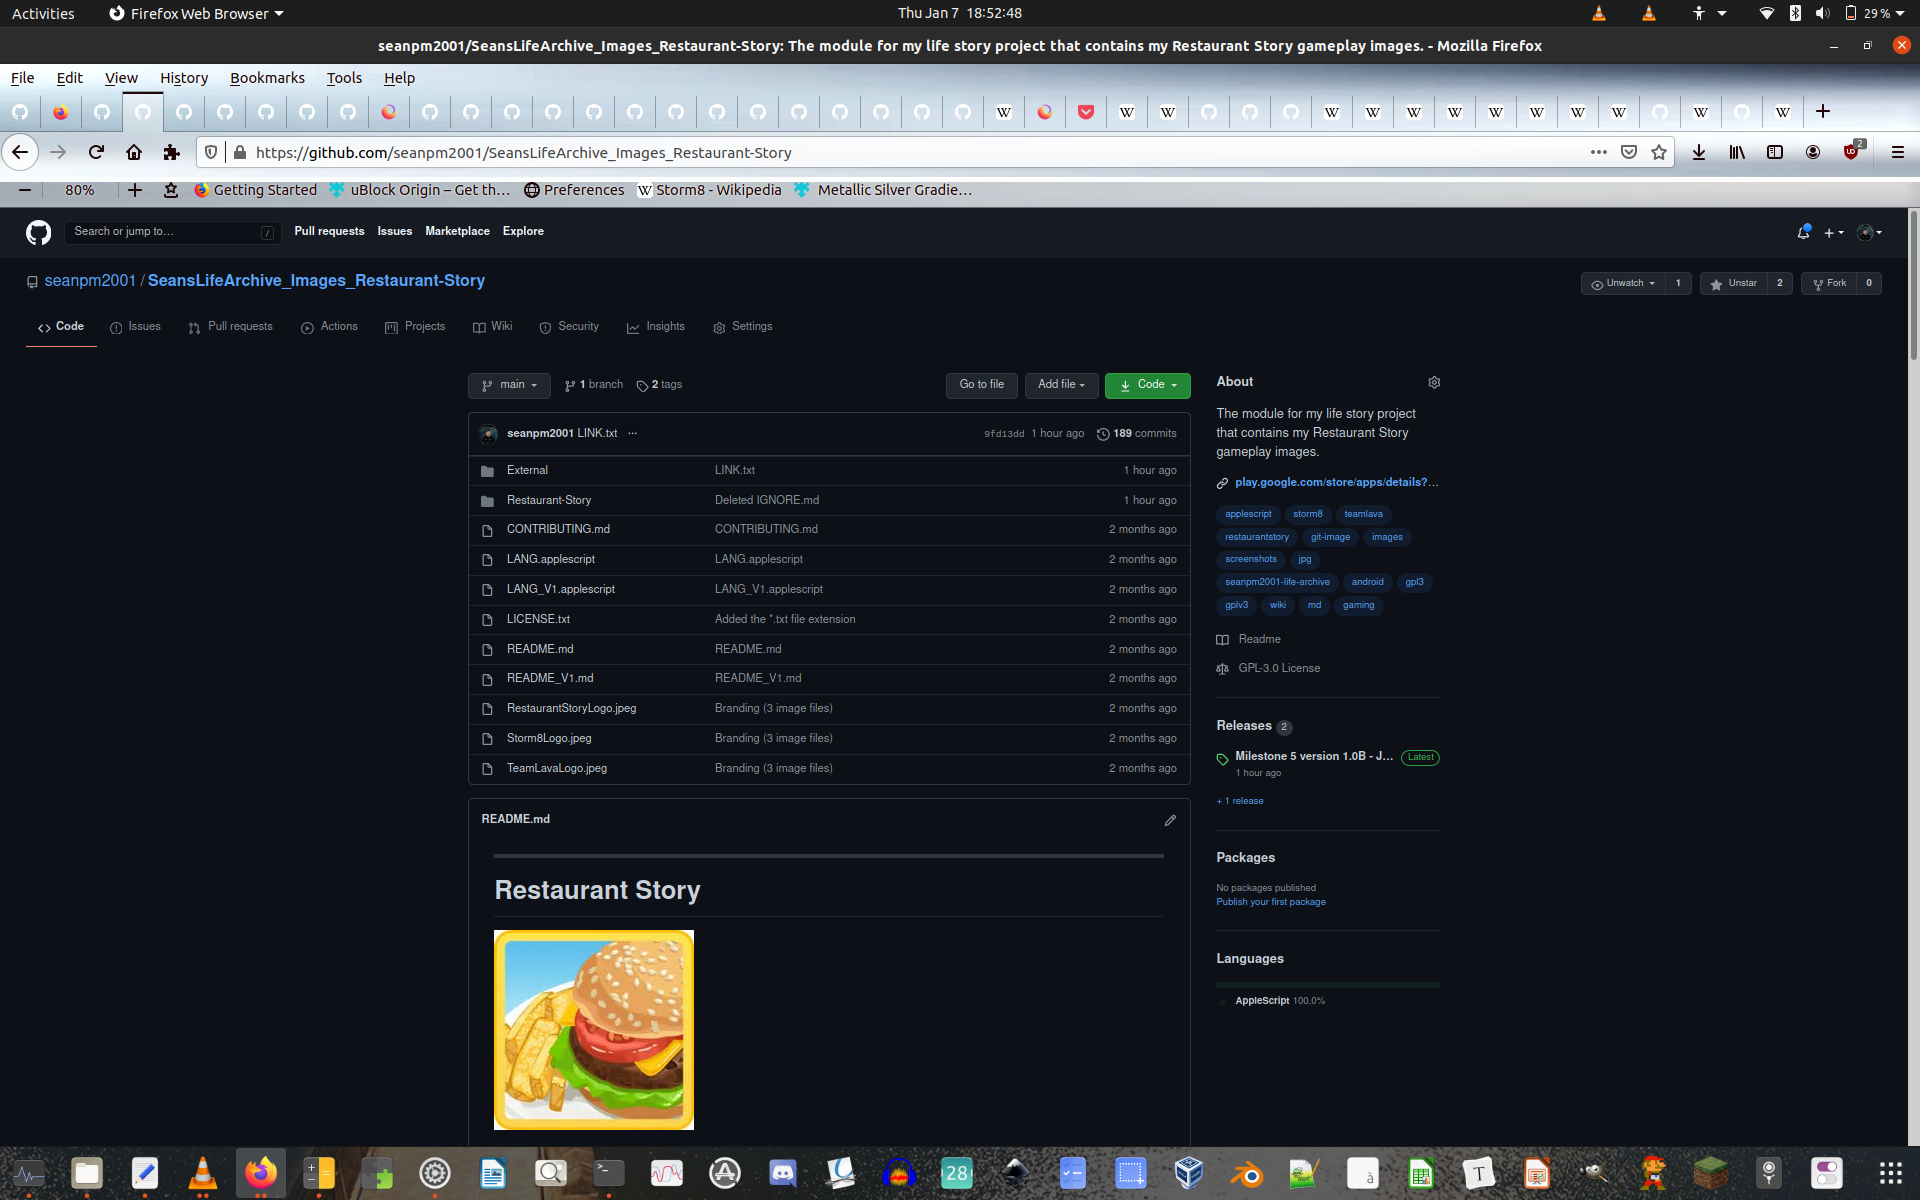 Activities Firefox Web Browser Thu Jan 7 18:52:48 29 %
seanpm2001/SeansLifeArchive_Images_Restaurant-Story: The module for my life story project that contains my Restaurant Story gameplay images. - Mozilla Firefox
File Edit View History Bookmarks Tools Help
https://github.com/seanpm2001/SeansLifeArchive_Images_Restaurant-Story 2
80% Getting Started uBlock Origin – Get th… Preferences Storm8 - Wikipedia Metallic Silver Gradie…
Search or jump to… / Pull requests Issues Marketplace Explore
seanpm2001 / SeansLifeArchive_Images_Restaurant-Story Unwatch 1 Unstar 2 Fork 0
Code Issues Pull requests Actions Projects Wiki Security Insights Settings
main 1 branch 2 tags Go to file Add file Code
seanpm2001 LINK.txt … 9fd13dd 1 hour ago 189 commits
External LINK.txt 1 hour ago
Restaurant-Story Deleted IGNORE.md 1 hour ago
CONTRIBUTING.md CONTRIBUTING.md 2 months ago
LANG.applescript LANG.applescript 2 months ago
LANG_V1.applescript LANG_V1.applescript 2 months ago
LICENSE.txt Added the *.txt file extension 2 months ago
README.md README.md 2 months ago
README_V1.md README_V1.md 2 months ago
RestaurantStoryLogo.jpeg Branding (3 image files) 2 months ago
Storm8Logo.jpeg Branding (3 image files) 2 months ago
TeamLavaLogo.jpeg Branding (3 image files) 2 months ago
README.md
Restaurant Story
About
The module for my life story project
that contains my Restaurant Story
gameplay images.
play.google.com/store/apps/details?…
applescript storm8 teamlava
restaurantstory git-image images
screenshots jpg
seanpm2001-life-archive android gpl3
gplv3 wiki md gaming
Readme
GPL-3.0 License
Releases 2
Milestone 5 version 1.0B - J… Latest
1 hour ago
+ 1 release
Packages
No packages published
Publish your first package
Languages
AppleScript 100.0%
28